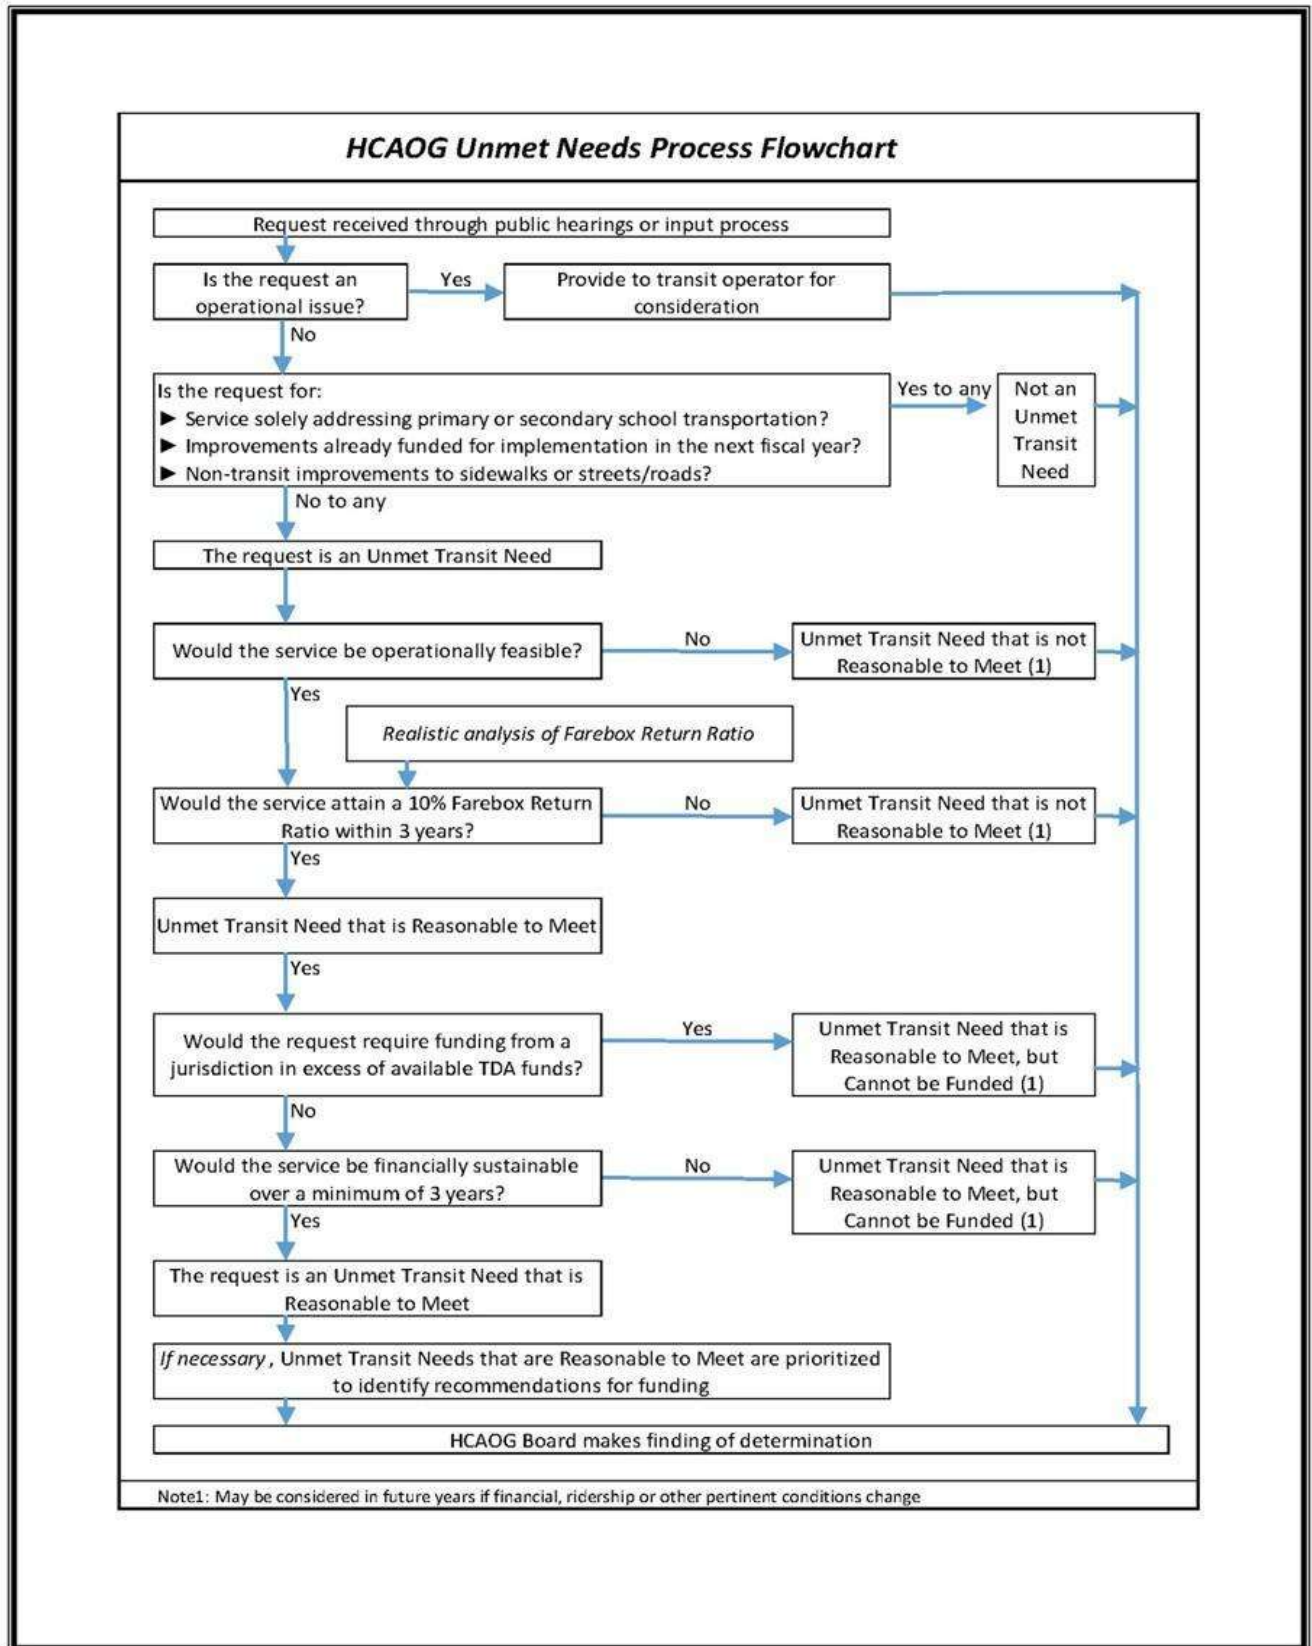 HCAOG Unmet Needs Process Flowchart
Request received through public hearings or input process
Is the request an
operational issue?
Yes
Provide to transit operator for
consideration
No
Is the request for:
► Service solely addressing primary or secondary school transportation?
► Improvements already funded for implementation in the next fiscal year?
► Non-transit improvements to sidewalks or streets/roads?
Yes to any
Not an
Unmet
Transit
Need
No to any
The request is an Unmet Transit Need
Would the service be operationally feasible?
No
Unmet Transit Need that is not
Reasonable to Meet (1)
Yes
Realistic analysis of Farebox Return Ratio
Would the service attain a 10% Farebox Return
Ratio within 3 years?
No
Unmet Transit Need that is not
Reasonable to Meet (1)
Yes
Unmet Transit Need that is Reasonable to Meet
Yes
Would the request require funding from a
jurisdiction in excess of available TDA funds?
Yes
Unmet Transit Need that is
Reasonable to Meet, but
Cannot be Funded (1)
No
Would the service be financially sustainable
over a minimum of 3 years?
No
Unmet Transit Need that is
Reasonable to Meet, but
Cannot be Funded (1)
Yes
The request is an Unmet Transit Need that is
Reasonable to Meet
If necessary, Unmet Transit Needs that are Reasonable to Meet are prioritized
to identify recommendations for funding
HCAOG Board makes finding of determination
Note1: May be considered in future years if financial, ridership or other pertinent conditions change